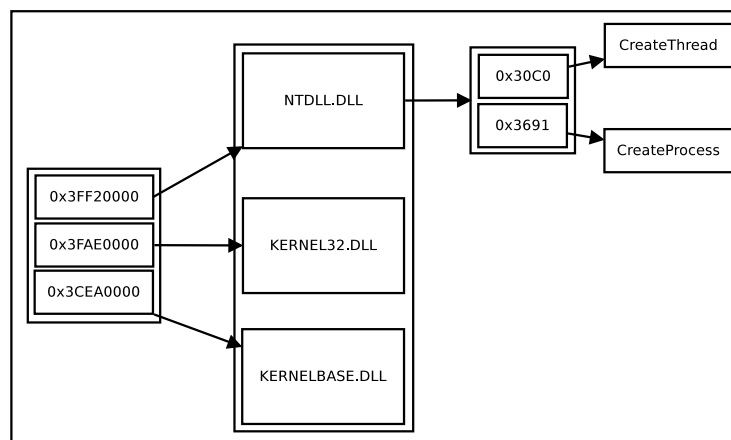 CreateThread
0x30C0
NTDLL.DLL
0x3691
CreateProcess
0x3FF20000
0x3FAE0000
KERNEL32.DLL
0x3CEA0000
KERNELBASE.DLL